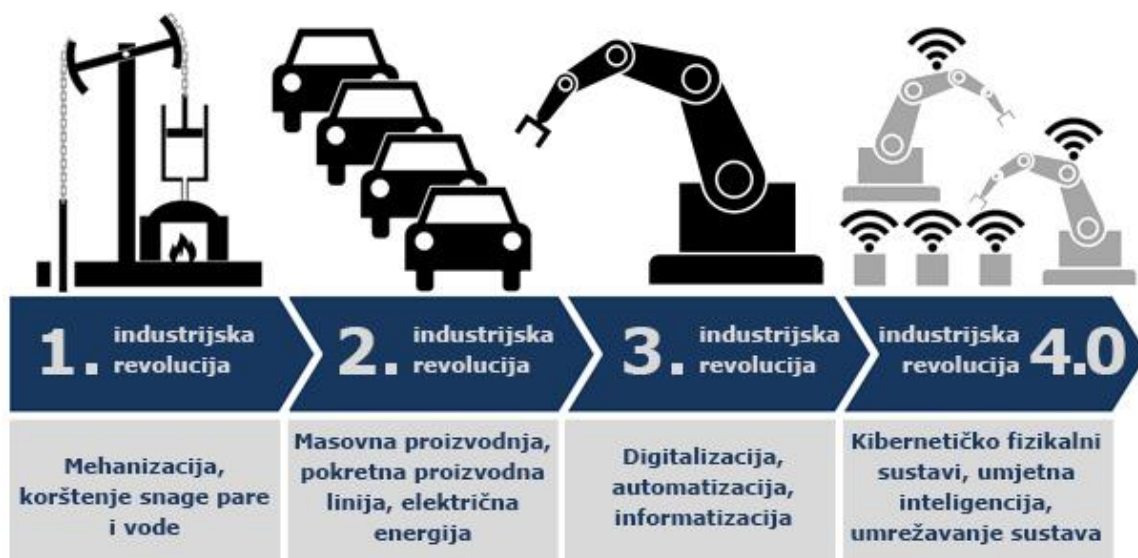 1. industrijska
revolucija
2. industrijska
revolucija
3. industrijska
revolucija
industrijska
revolucija 4.0
Mehanizacija,
korštenje snage pare
i vode
Masovna proizvodnja,
pokretna proizvodna
linija, električna
energija
Digitalizacija,
automatizacija,
informatizacija
Kibernetičko fizikalni
sustavi, umjetna
inteligencija,
umrežavanje sustava